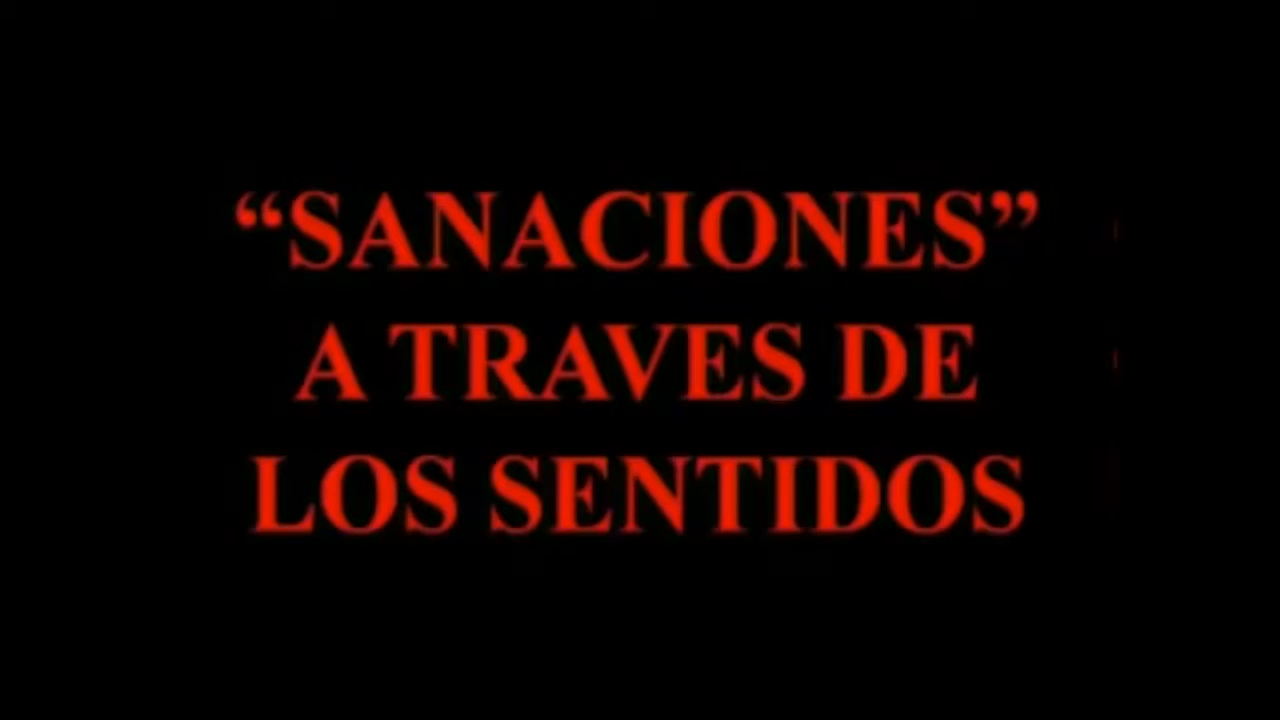 “SANACIONES”
A TRAVES DE
LOS SENTIDOS